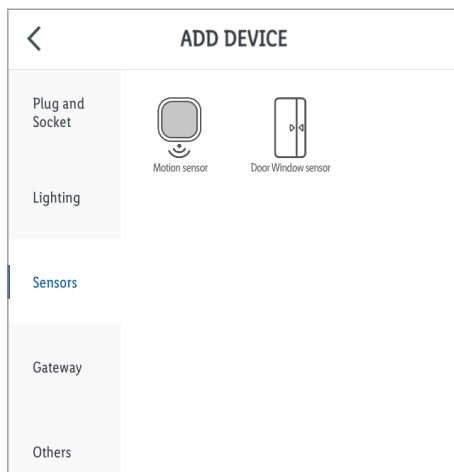 ADD DEVICE
Plug and
Socket
Motion sensor
Door Window sensor
Lighting
Sensors
Gateway
Others